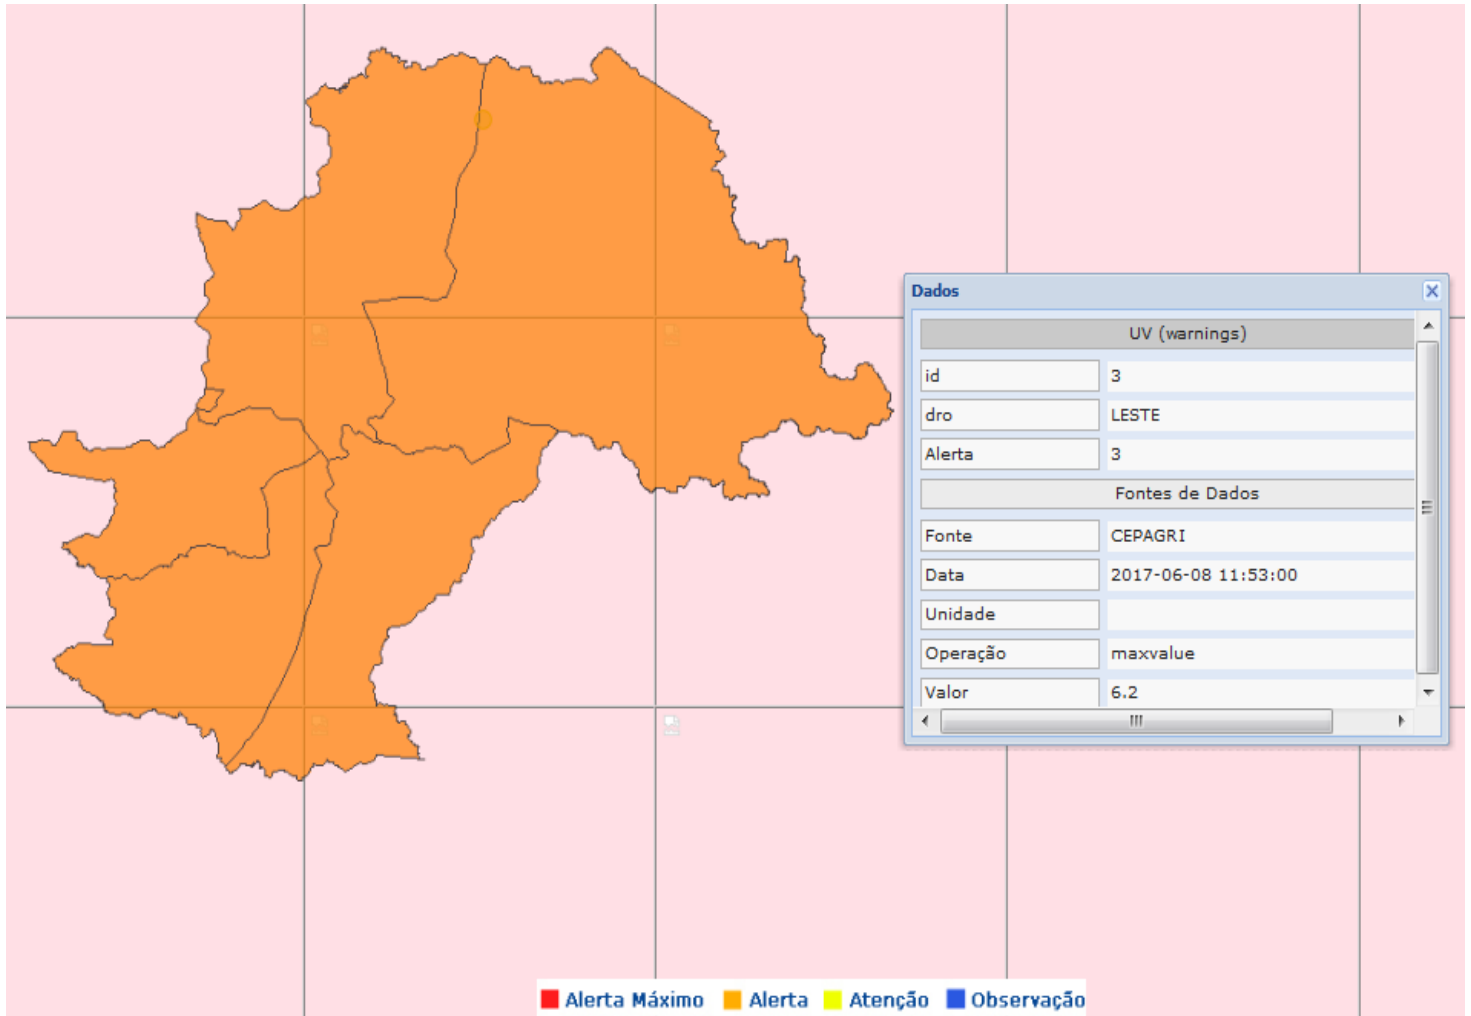 Dados
UV (warnings)
id 3
dro LESTE
Alerta 3
Fontes de Dados
Fonte CEPAGRI
Data 2017-06-08 11:53:00
Unidade
Operação maxvalue
Valor 6.2
Alerta Máximo Alerta Atenção Observação